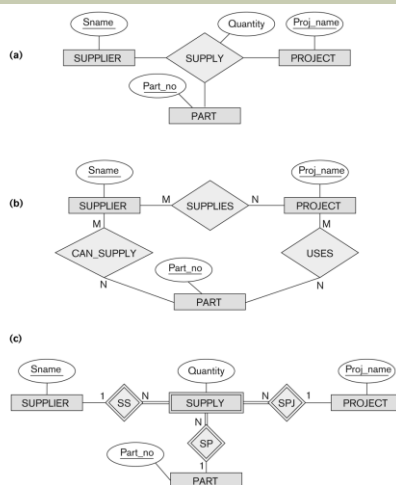 (a)
Sname
Quantity
Proj_name
SUPPLIER
SUPPLY
PROJECT
Part_no
PART
(b)
Sname
Proj_name
SUPPLIER
M
SUPPLIES
N
PROJECT
M
M
CAN_SUPPLY
USES
Part_no
N
N
PART
(c)
Sname
Quantity
Proj_name
SUPPLIER
1
SS
N
SUPPLY
N
SPJ
1
PROJECT
N
SP
Part_no
1
PART